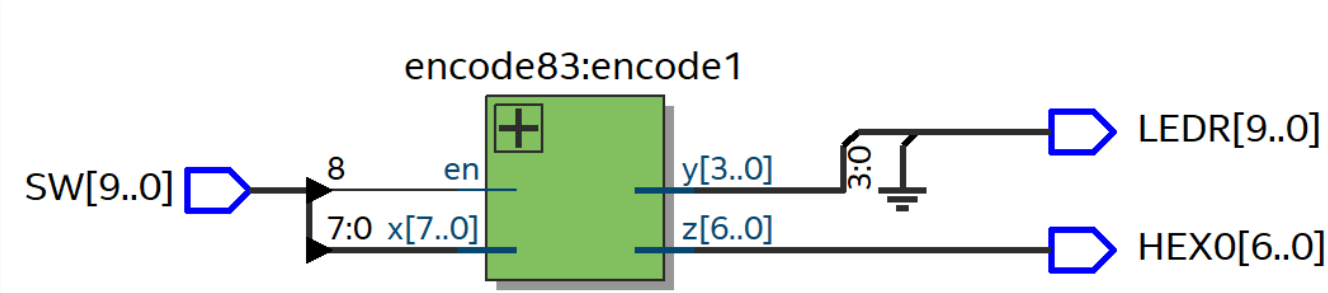 encode83:encode1
SW[9..0]
8
en
7:0
x[7..0]
y[3..0]
z[6..0]
3:0
LEDR[9..0]
HEX0[6..0]